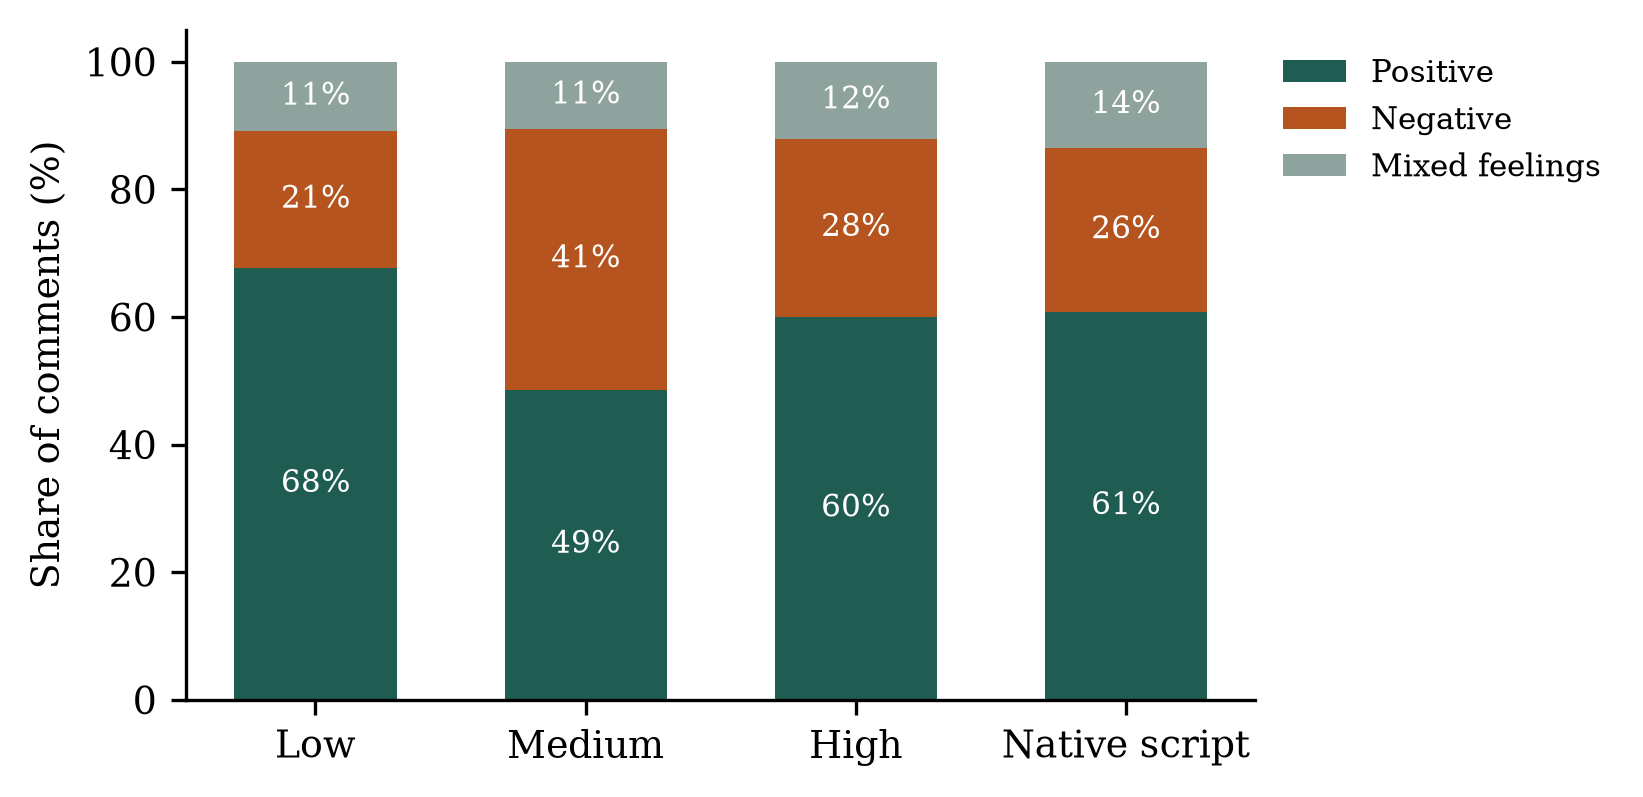 Share of comments (%)
100
80
60
40
20
0
11%
21%
68%
11%
41%
49%
12%
28%
60%
14%
26%
61%
Low
Medium
High
Native script
Positive
Negative
Mixed feelings